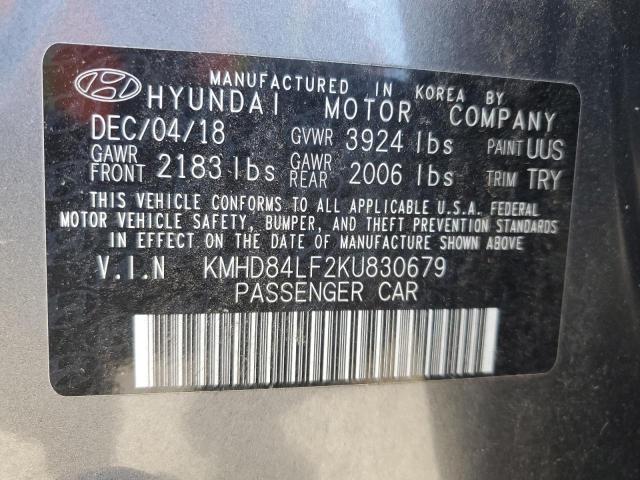 MANUFACTURED IN KOREA BY
HYUNDAI MOTOR COMPANY
DEC/04/18 GVWR 3924 lbs PAINT UUS
GAWR FRONT 2183 lbs GAWR REAR 2006 lbs TRIM TRY
THIS VEHICLE CONFORMS TO ALL APPLICABLE U.S.A. FEDERAL
MOTOR VEHICLE SAFETY, BUMPER, AND THEFT PREVENTION STANDARDS
IN EFFECT ON THE DATE OF MANUFACTURE SHOWN ABOVE
V.I.N KMHD84LF2KU830679
PASSENGER CAR